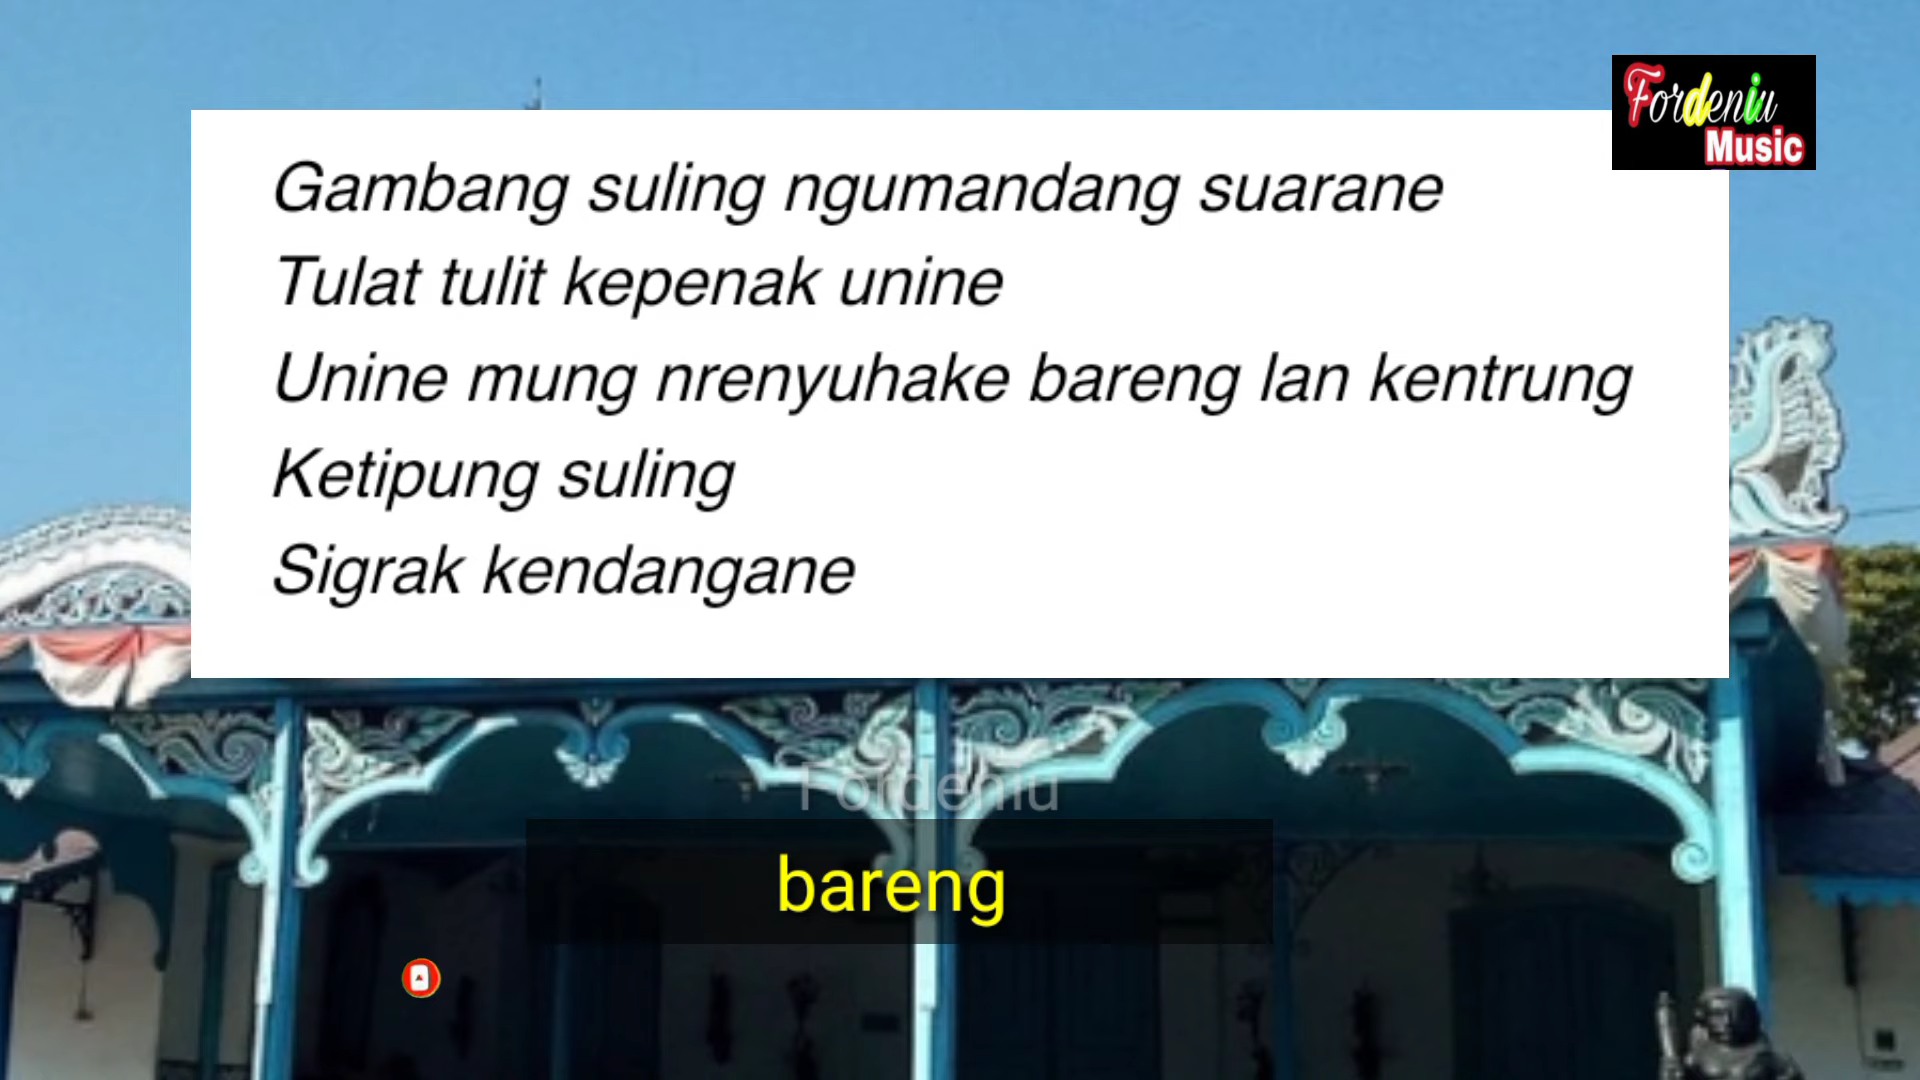 Fordeniu
Music
Gambang suling ngumandang suarane
Tulat tulit kepenak unine
Unine mung nrenyuhake bareng lan kentrung
Ketipung suling
Sigrak kendangane
Fordeniu
bareng